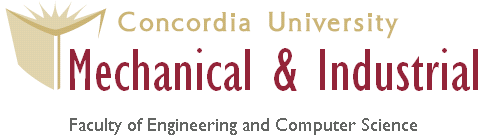 Concordia University
Mechanical & Industrial
Faculty of Engineering and Computer Science